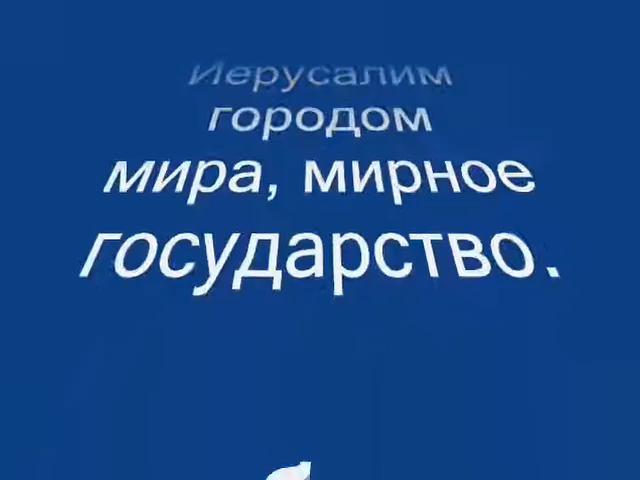 Иерусалим
городом
мира, мирное
государство.